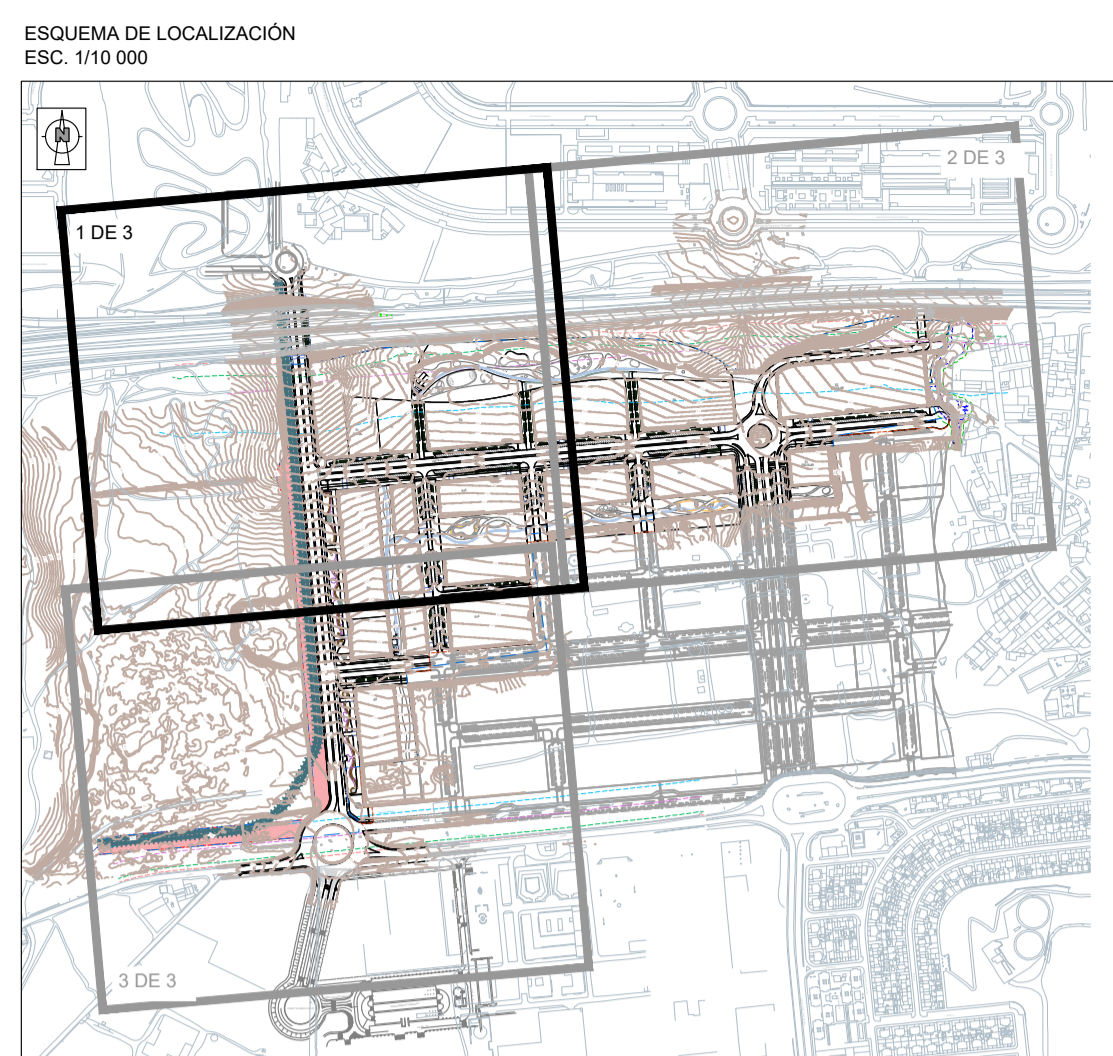 ESQUEMA DE LOCALIZACIÓN
ESC. 1/10 000
N
2 DE 3
1 DE 3
3 DE 3